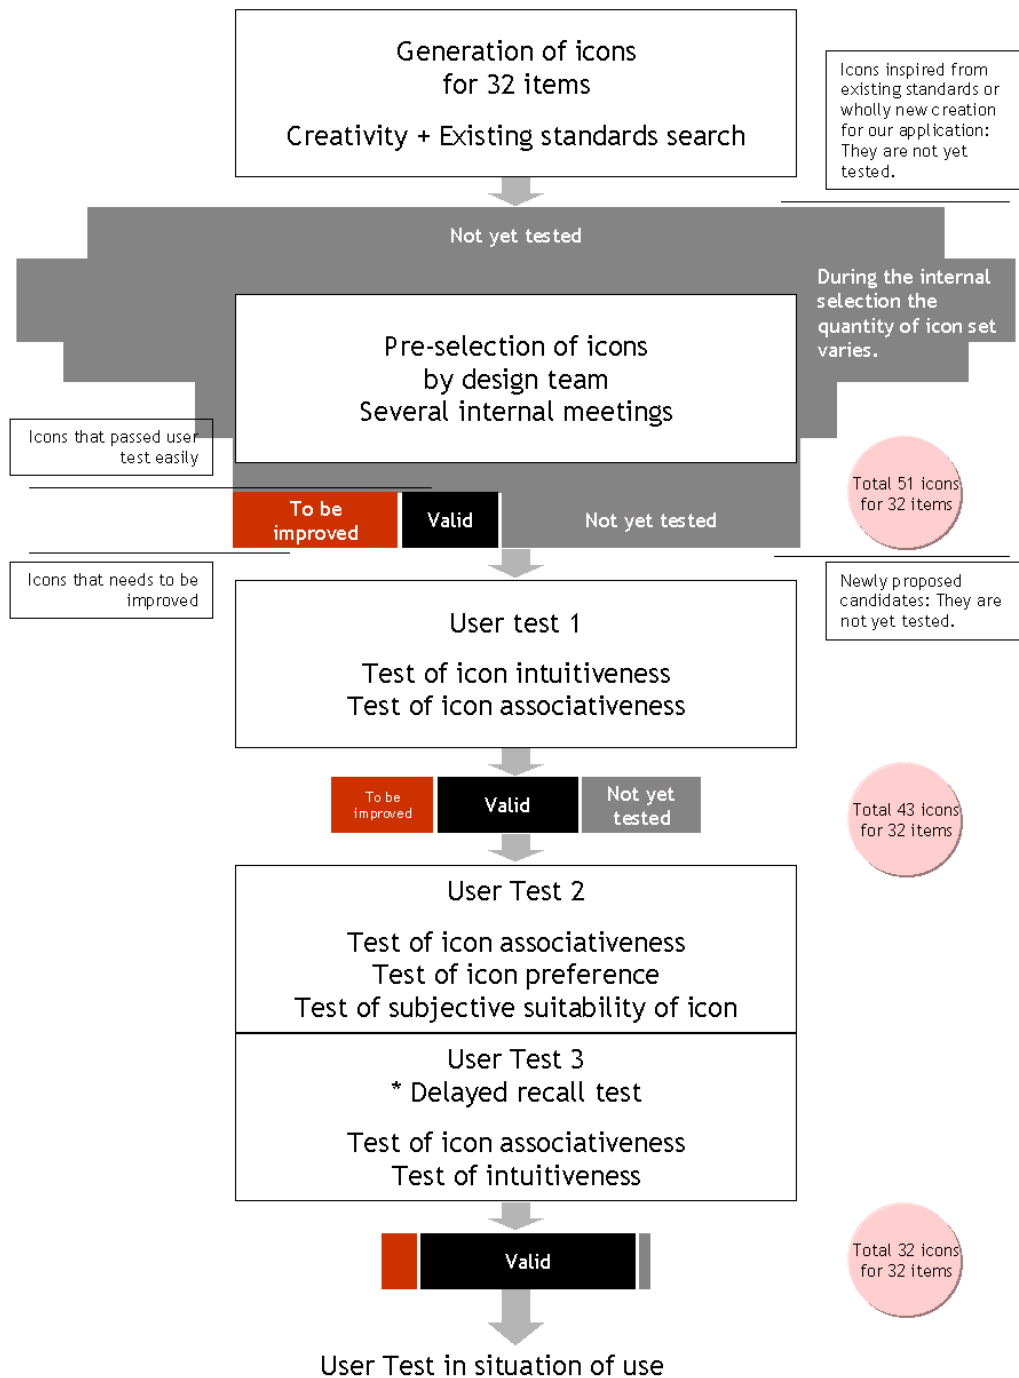 Generation of icons
for 32 items
Creativity + Existing standards search
Icons inspired from
existing standards or
wholly new creation
for our application:
They are not yet
tested.
Not yet tested
During the internal
selection the
quantity of icon set
varies.
Pre-selection of icons
by design team
Several internal meetings
Icons that passed user
test easily
Total 51 icons
for 32 items
To be
improved
Valid
Not yet tested
Icons that needs to be
improved
Newly proposed
candidates: They are
not yet tested.
User test 1
Test of icon intuitiveness
Test of icon associativeness
To be
improved
Valid
Not yet
tested
Total 43 icons
for 32 items
User Test 2
Test of icon associativeness
Test of icon preference
Test of subjective suitability of icon
User Test 3
* Delayed recall test
Test of icon associativeness
Test of intuitiveness
Valid
Total 32 icons
for 32 items
User Test in situation of use